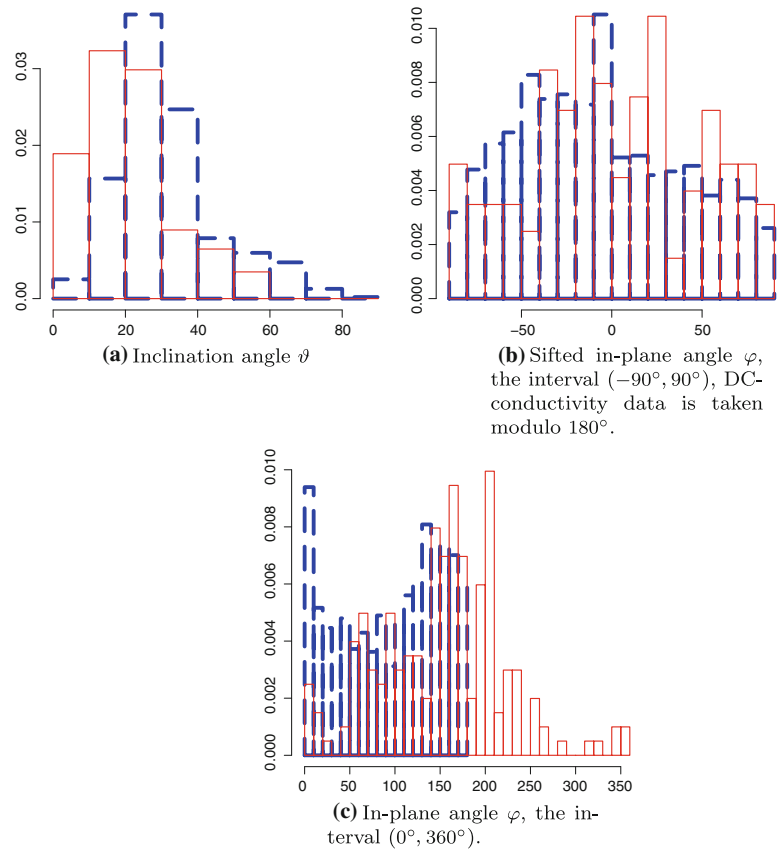 0.00 0.01 0.02 0.03
0 20 40 60 80
(a) Inclination angle ϑ
0.000 0.002 0.004 0.006 0.008 0.010
−50 0 50
(b) Sifted in-plane angle φ,
the interval (−90°, 90°), DC-
conductivity data is taken
modulo 180°.
0.000 0.002 0.004 0.006 0.008 0.010
0 50 100 150 200 250 300 350
(c) In-plane angle φ, the in-
terval (0°, 360°).